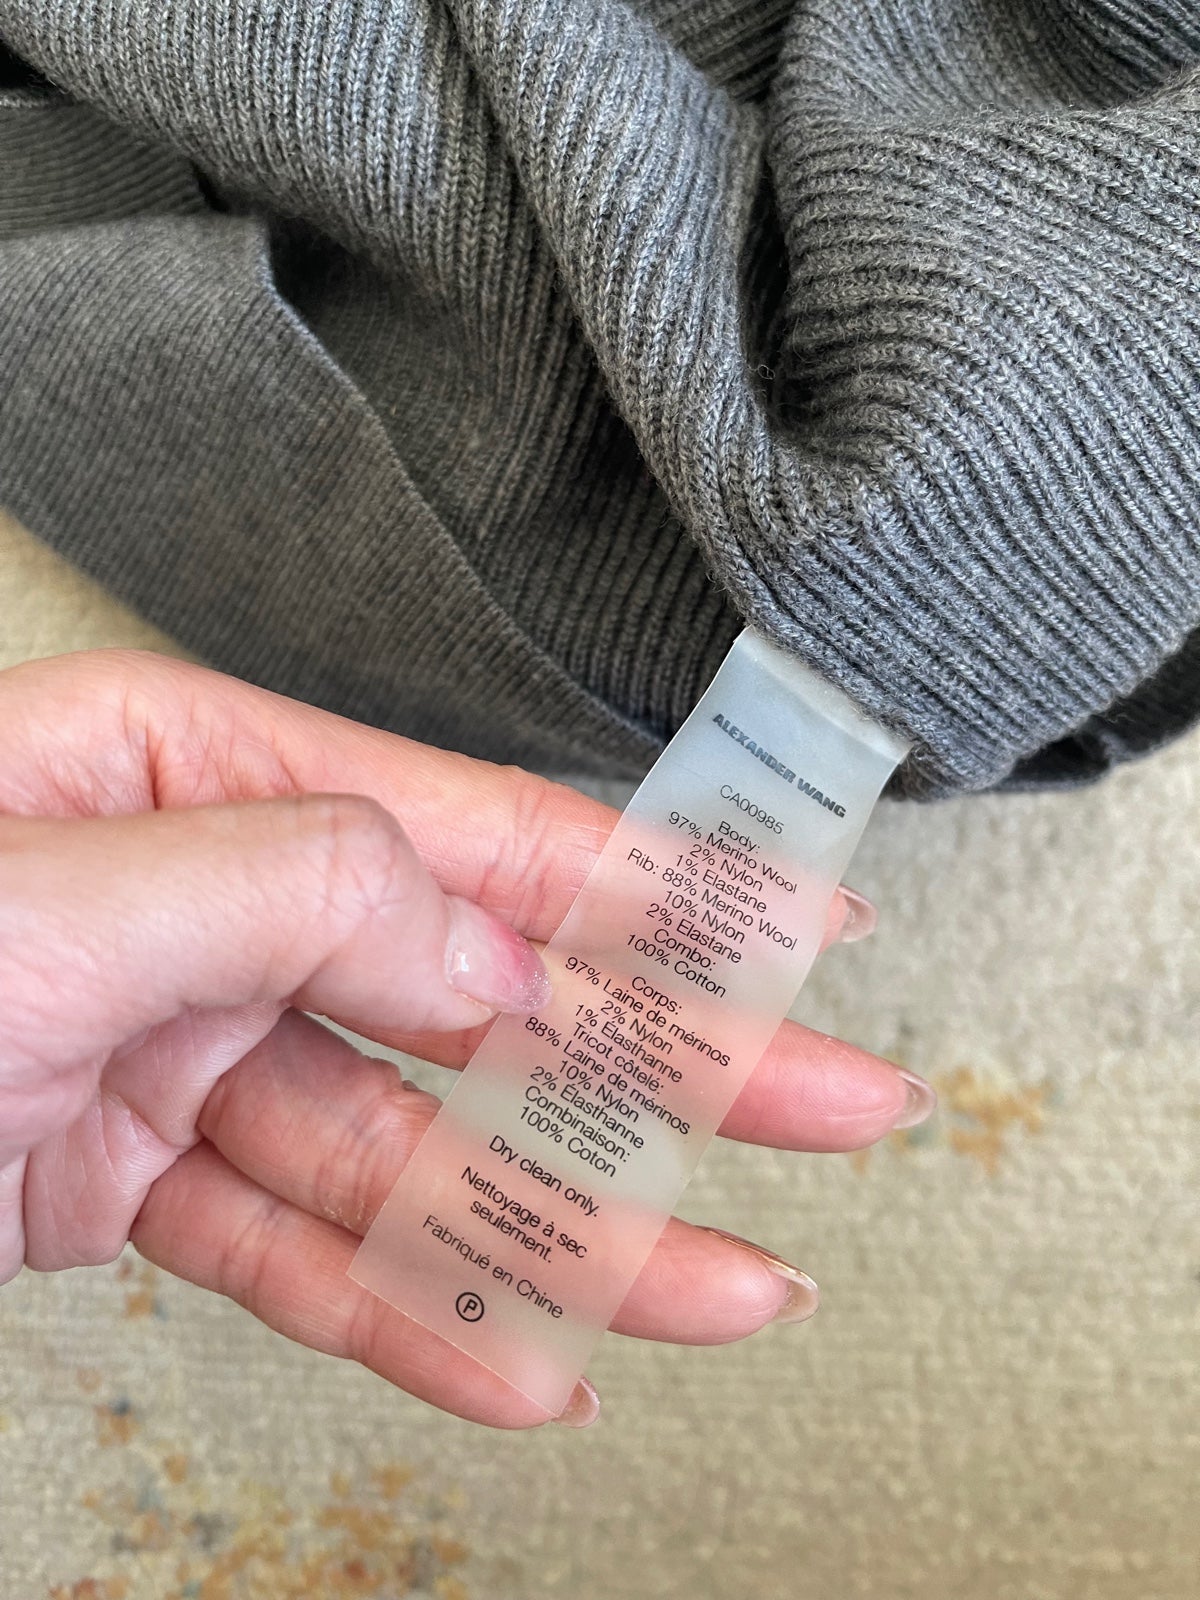 ALEXANDER WANG
CA00985
Body:
97% Merino Wool
2% Nylon
1% Elastane
Rib: 88% Merino Wool
10% Nylon
2% Elastane
Combo:
100% Cotton
Corps:
97% Laine de mérinos
2% Nylon
1% Élasthanne
Tricot côtelé:
88% Laine de mérinos
10% Nylon
2% Élasthanne
Combinaison:
100% Coton
Dry clean only.
Nettoyage à sec
seulement.
Fabriqué en Chine
P